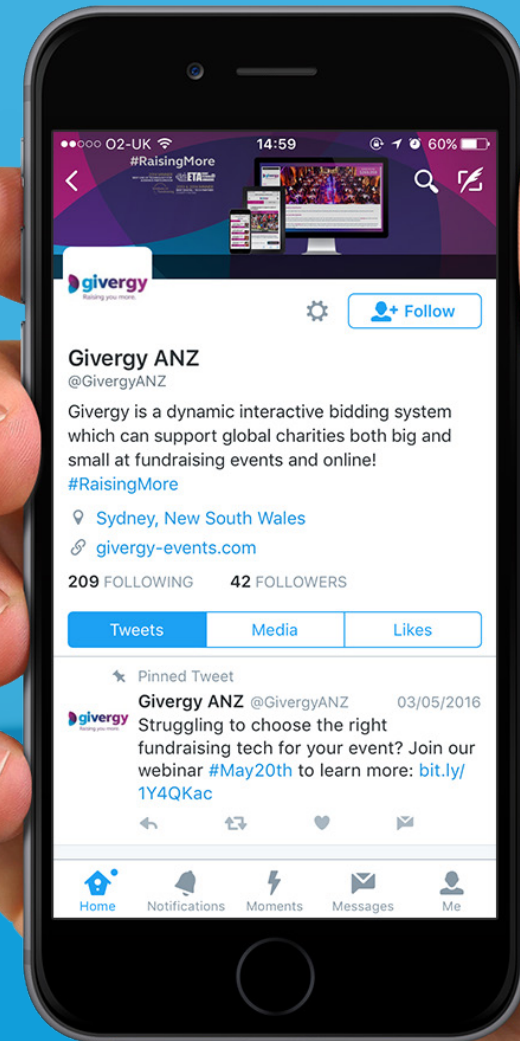 O2-UK 14:59 60%
#RaisingMore
ETA
givergy
Raising you more.
Follow
Givergy ANZ
@GivergyANZ
Givergy is a dynamic interactive bidding system
which can support global charities both big and
small at fundraising events and online!
#RaisingMore
Sydney, New South Wales
givergy-events.com
209 FOLLOWING 42 FOLLOWERS
Tweets Media Likes
Pinned Tweet
Givergy ANZ @GivergyANZ 03/05/2016
givergy
Raising you more.
Struggling to choose the right
fundraising tech for your event? Join our
webinar #May20th to learn more: bit.ly/
1Y4QKac
Home Notifications Moments Messages Me